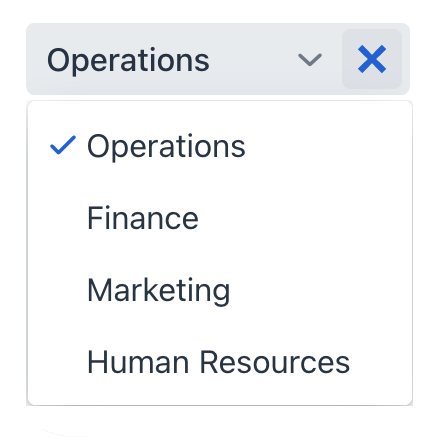 Operations
Operations
Finance
Marketing
Human Resources